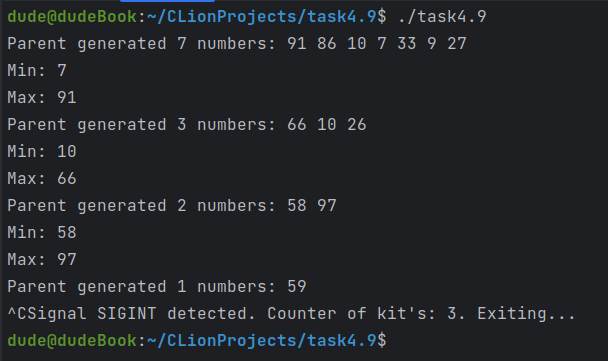 dude@dudeBook:~/CLionProjects/task4.9$ ./task4.9
Parent generated 7 numbers: 91 86 10 7 33 9 27
Min: 7
Max: 91
Parent generated 3 numbers: 66 10 26
Min: 10
Max: 66
Parent generated 2 numbers: 58 97
Min: 58
Max: 97
Parent generated 1 numbers: 59
^CSignal SIGINT detected. Counter of kit's: 3. Exiting...
dude@dudeBook:~/CLionProjects/task4.9$